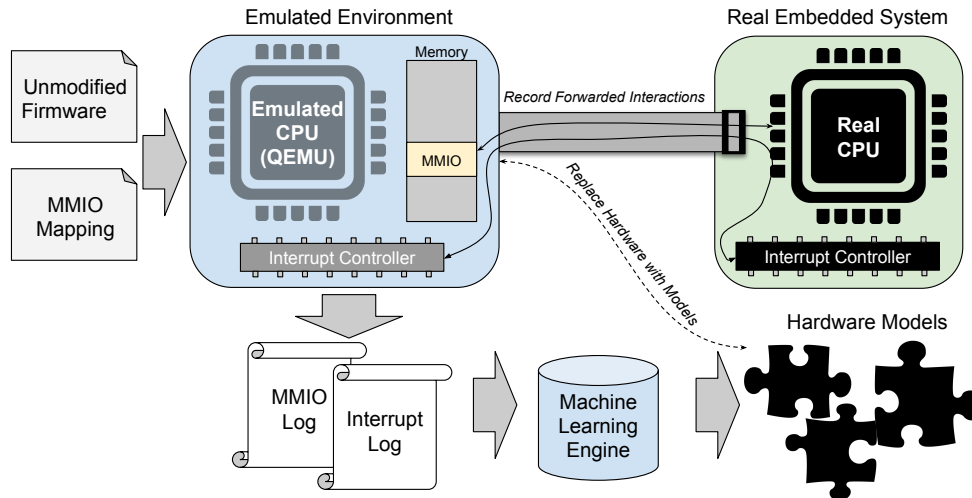 Emulated Environment
Real Embedded System
Unmodified
Firmware
MMIO
Mapping
Memory
Emulated
CPU
(QEMU)
MMIO
Interrupt Controller
Record Forwarded Interactions
Real
CPU
Interrupt Controller
Replace Hardware with Models
Hardware Models
MMIO
Log
Interrupt
Log
Machine
Learning
Engine